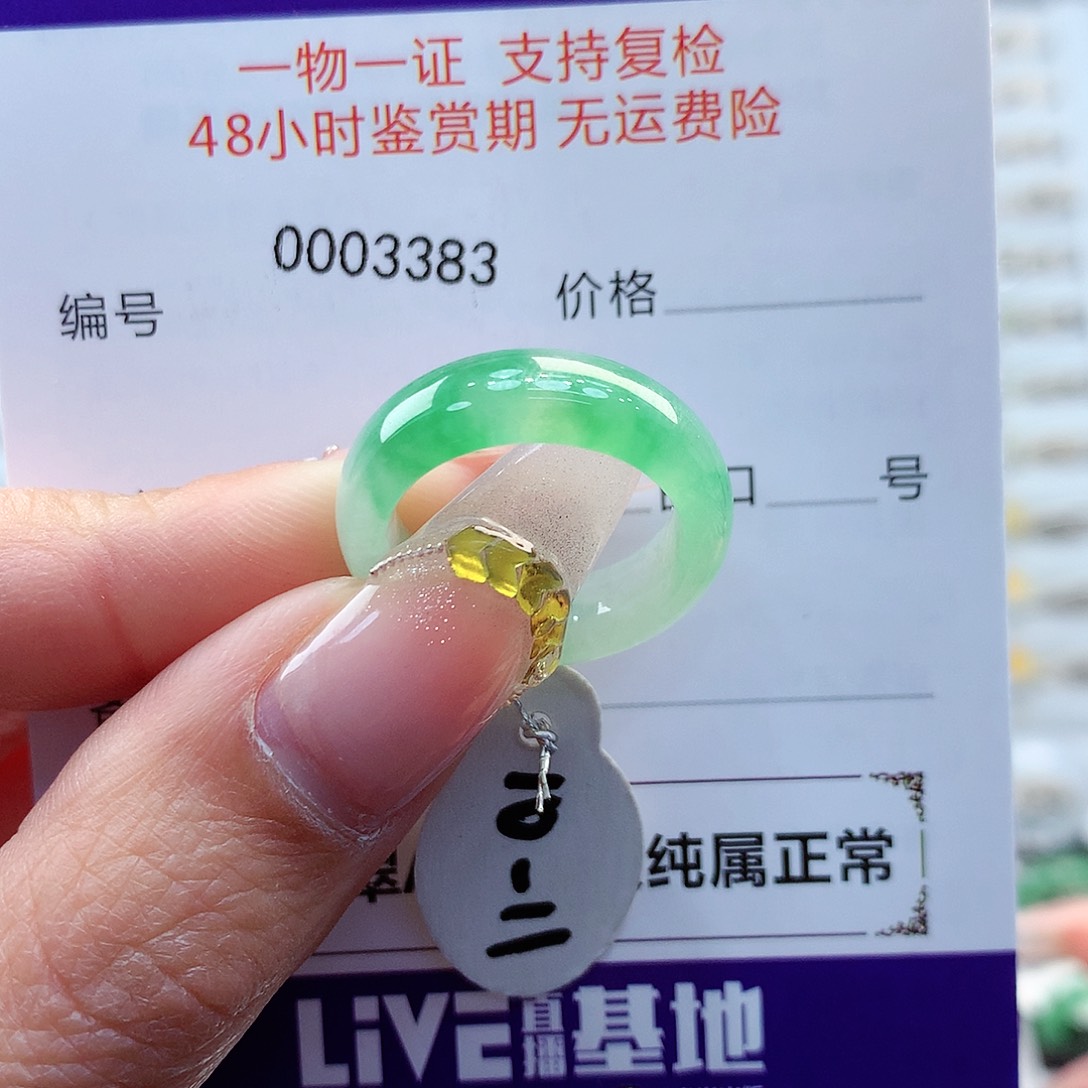 一物一证 支持复检
48小时鉴赏期 无运费险
0003383
编号
价格
口
号
纯属正常
LiVE直播基地